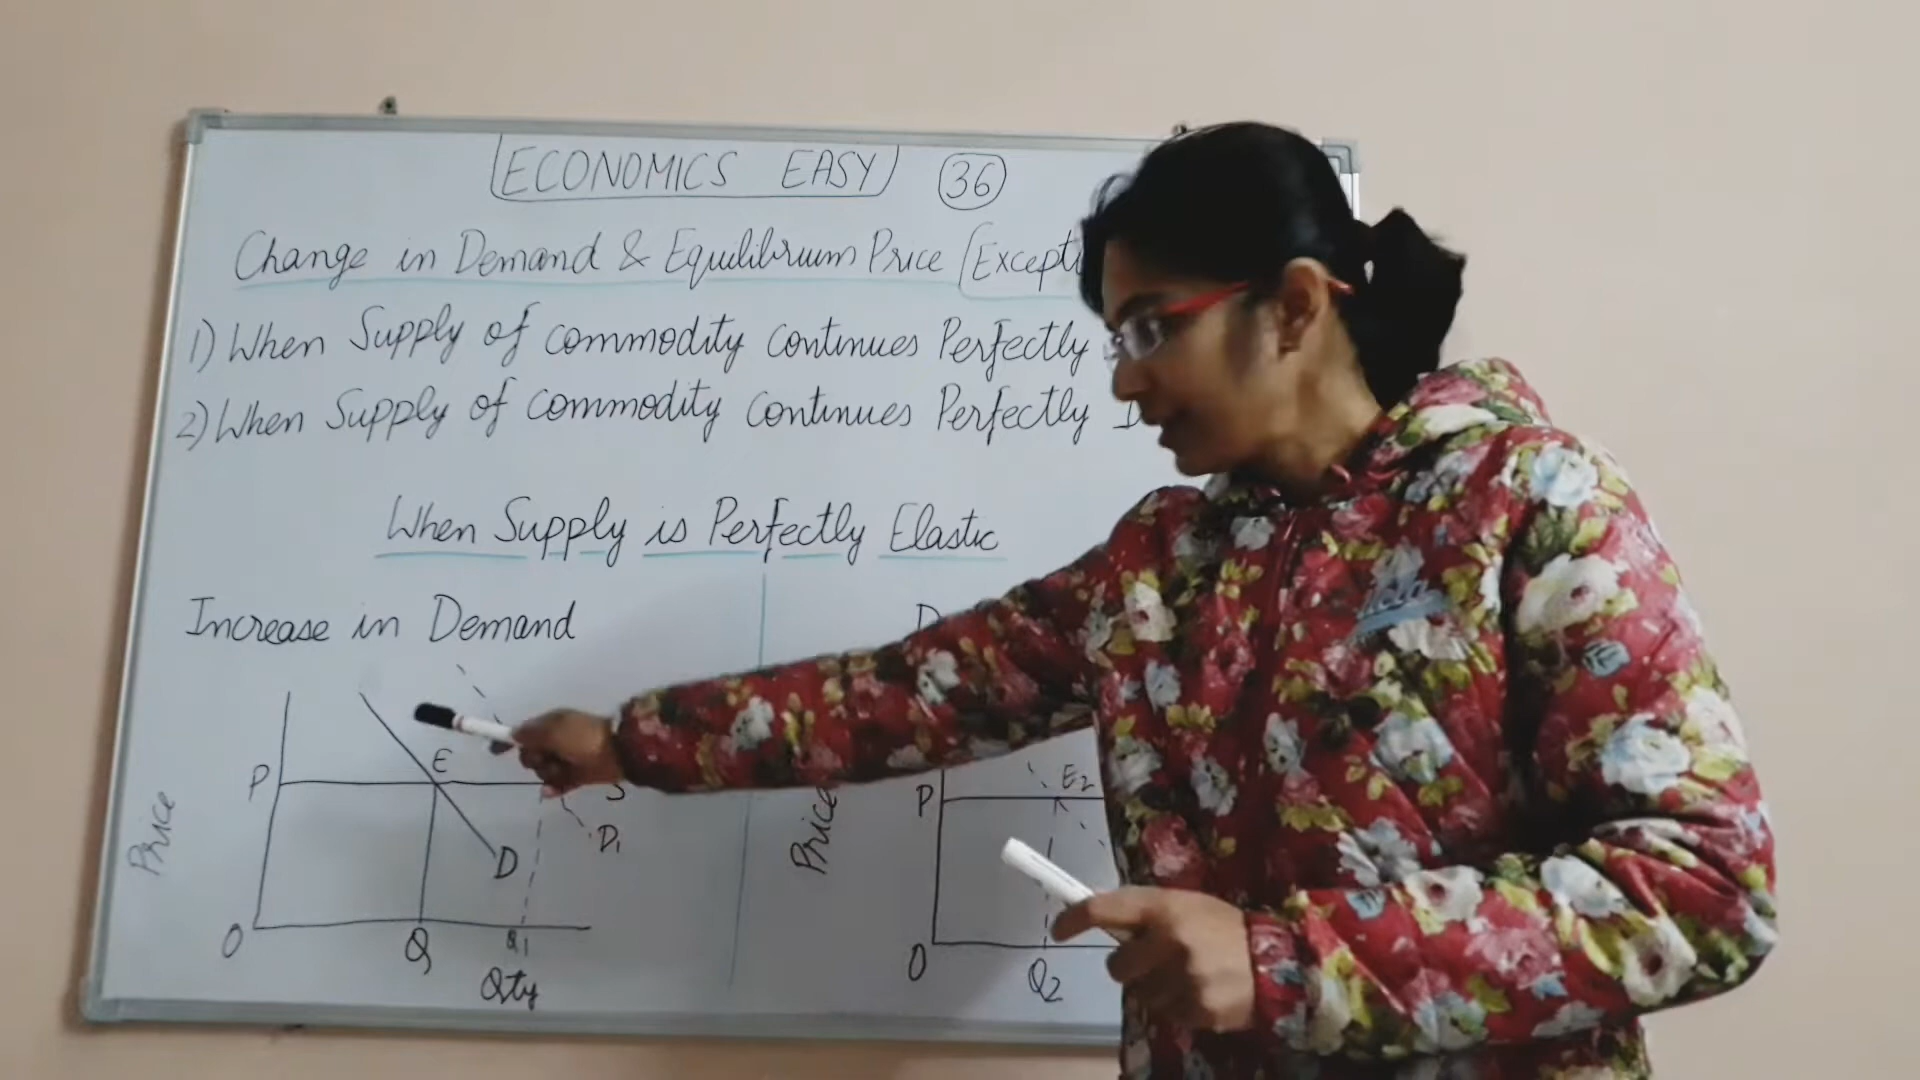 ECONOMICS EASY 36
Change in Demand & Equilibrium Price (Excepti
1) When Supply of commodity continues Perfectly
2) When Supply of commodity continues Perfectly I
When Supply is Perfectly Elastic
Increase in Demand
D
E
P
S
D1
D
Price
O
Q
Q1
Qty
E2
P
Price
O
Q2